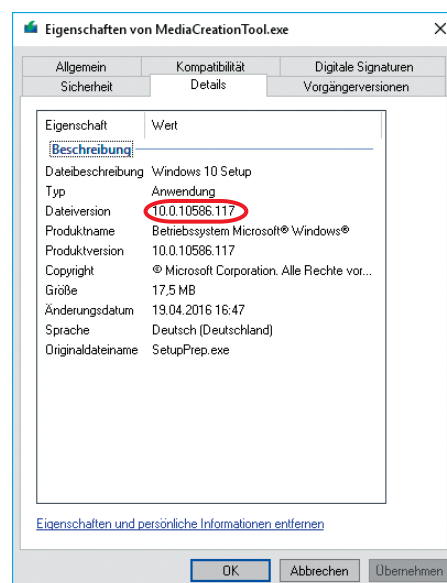 Eigenschaften von MediaCreationTool.exe
Allgemein Kompatibilität Digitale Signaturen
Sicherheit Details Vorgängerversionen
Eigenschaft Wert
Beschreibung
Dateibeschreibung Windows 10 Setup
Typ Anwendung
Dateiversion 10.0.10586.117
Produktname Betriebssystem Microsoft® Windows®
Produktversion 10.0.10586.117
Copyright © Microsoft Corporation. Alle Rechte vor...
Größe 17,5 MB
Änderungsdatum 19.04.2016 16:47
Sprache Deutsch (Deutschland)
Originaldateiname SetupPrep.exe
Eigenschaften und persönliche Informationen entfernen
OK Abbrechen Übernehmen